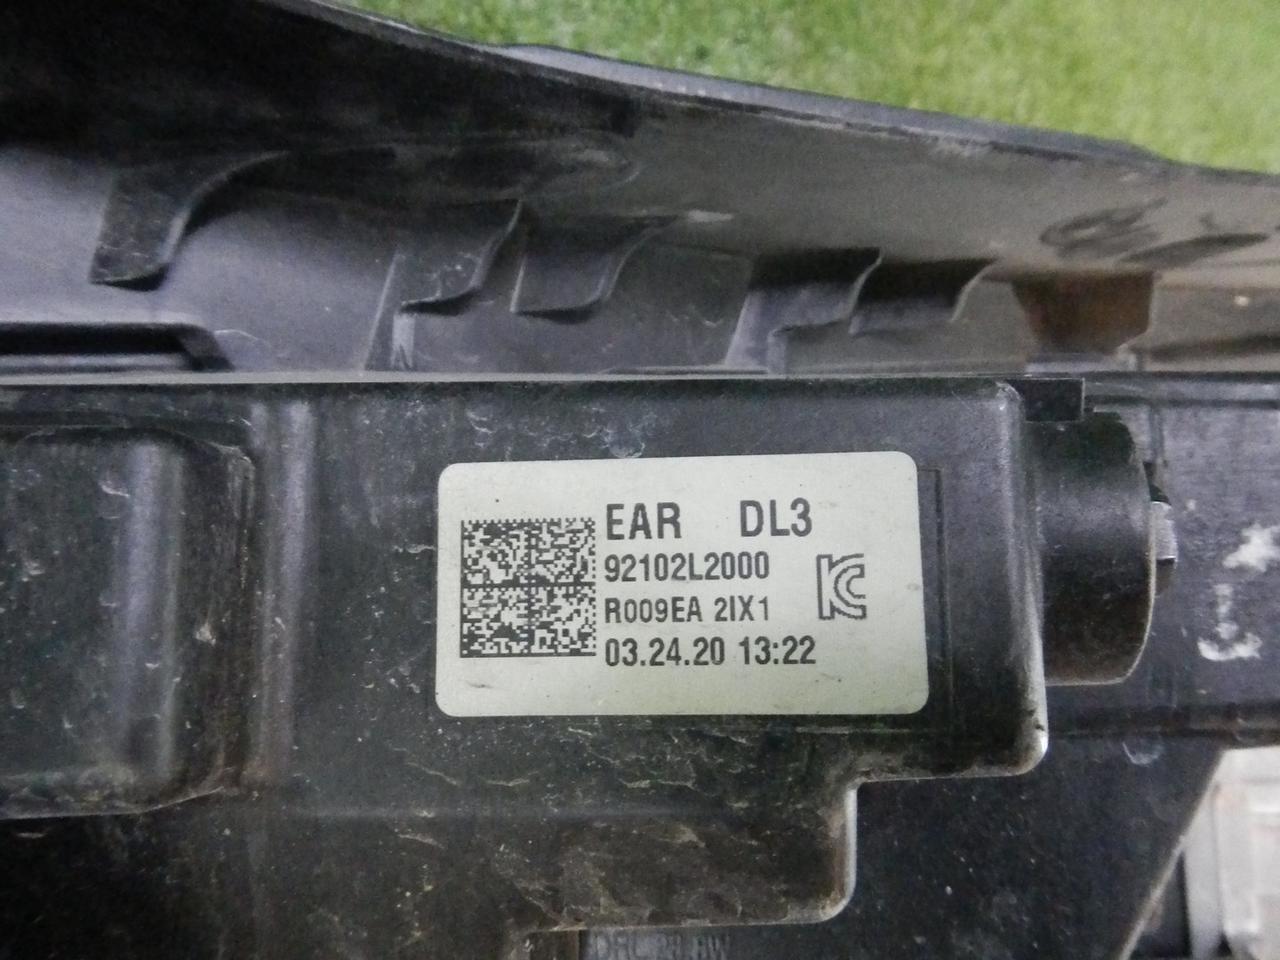 EAR DL3
92102L2000
R009EA 2IX1
03.24.20 13:22